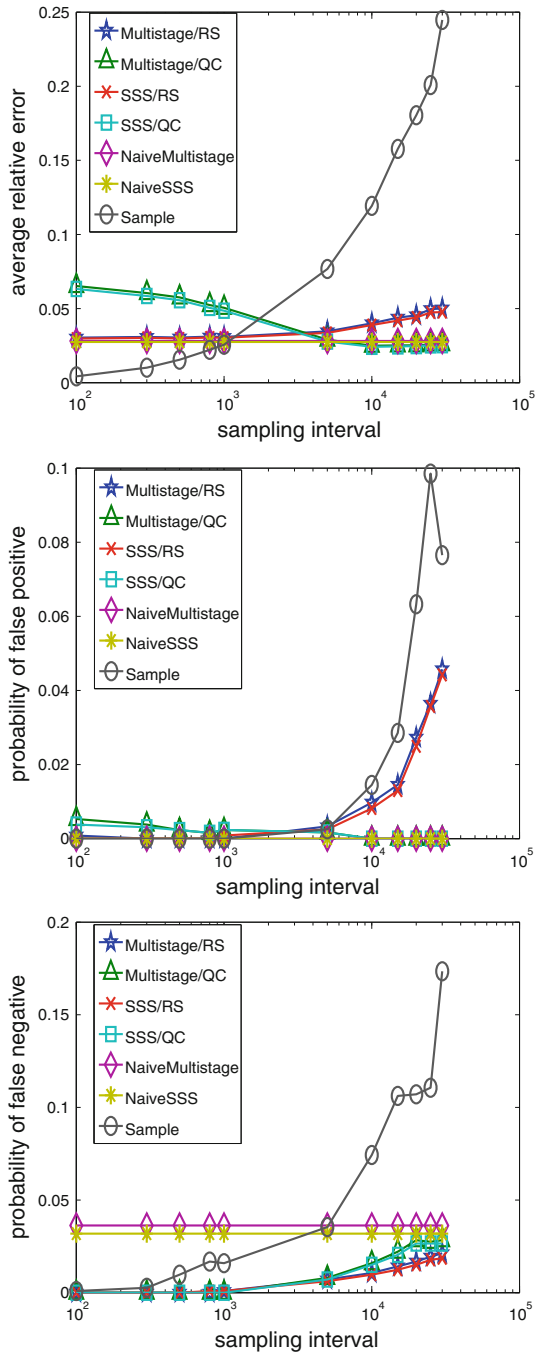 0.25
0.2
0.15
0.1
0.05
0
average relative error
Multistage/RS
Multistage/QC
SSS/RS
SSS/QC
NaiveMultistage
NaiveSSS
Sample
10^2
10^3
10^4
10^5
sampling interval
0.1
0.08
0.06
0.04
0.02
0
probability of false positive
Multistage/RS
Multistage/QC
SSS/RS
SSS/QC
NaiveMultistage
NaiveSSS
Sample
10^2
10^3
10^4
10^5
sampling interval
0.2
0.15
0.1
0.05
0
probability of false negative
Multistage/RS
Multistage/QC
SSS/RS
SSS/QC
NaiveMultistage
NaiveSSS
Sample
10^2
10^3
10^4
10^5
sampling interval